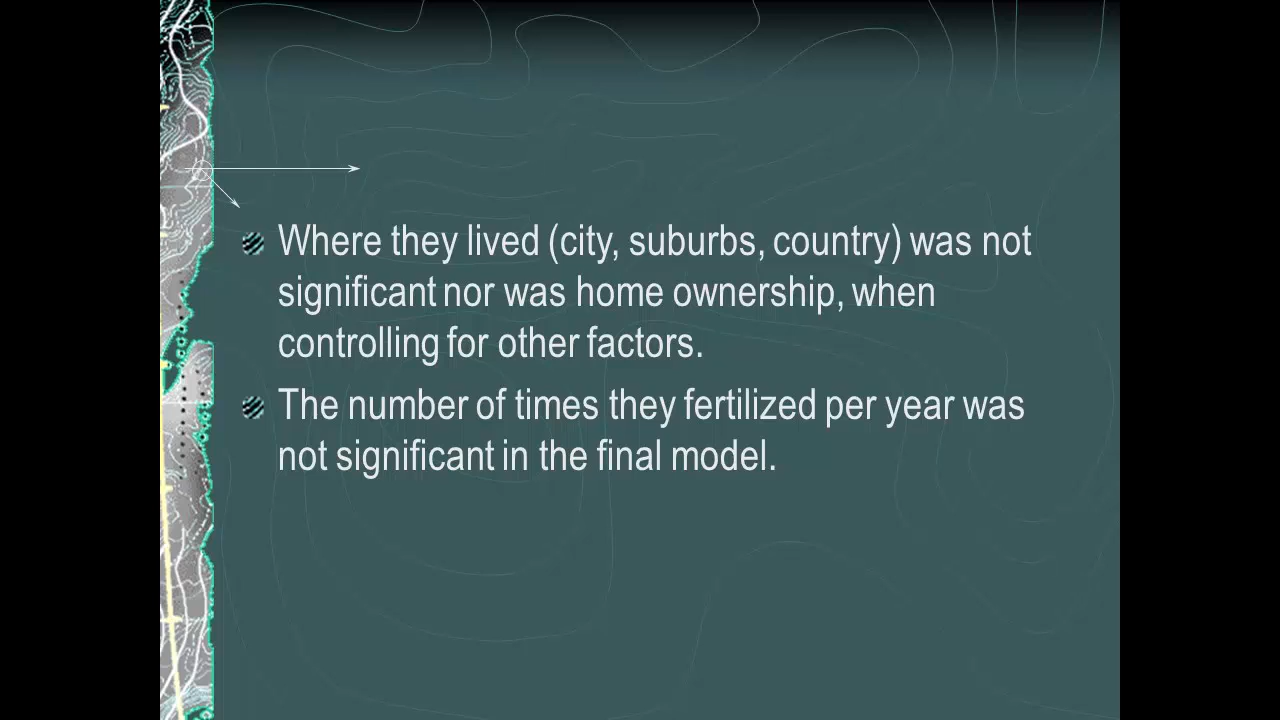 Where they lived (city, suburbs, country) was not
significant nor was home ownership, when
controlling for other factors.
The number of times they fertilized per year was
not significant in the final model.